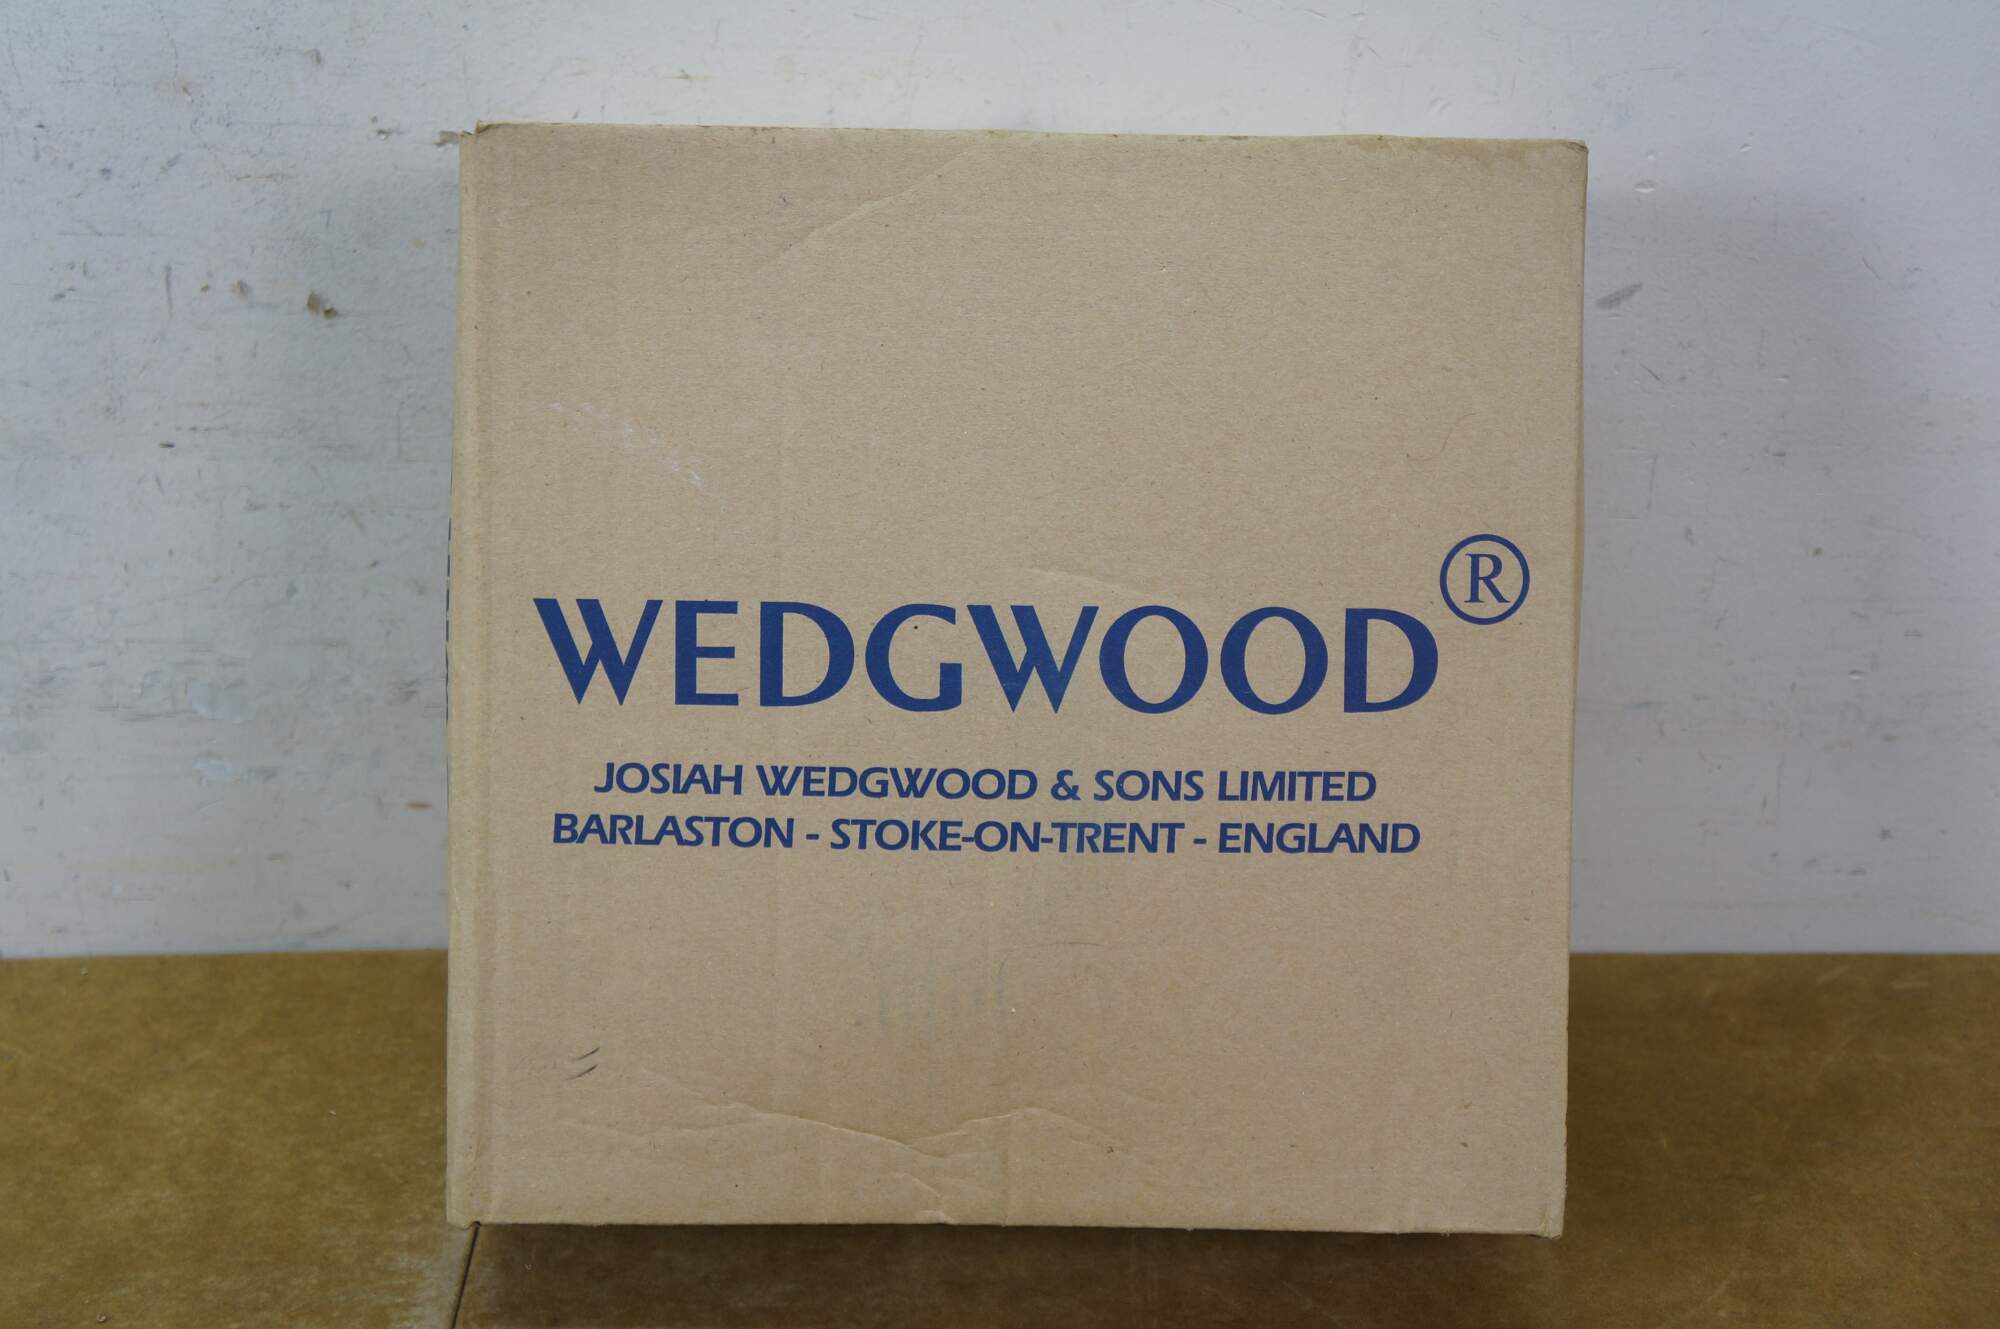 WEDGWOOD®
JOSIAH WEDGWOOD & SONS LIMITED
BARLASTON - STOKE-ON-TRENT - ENGLAND